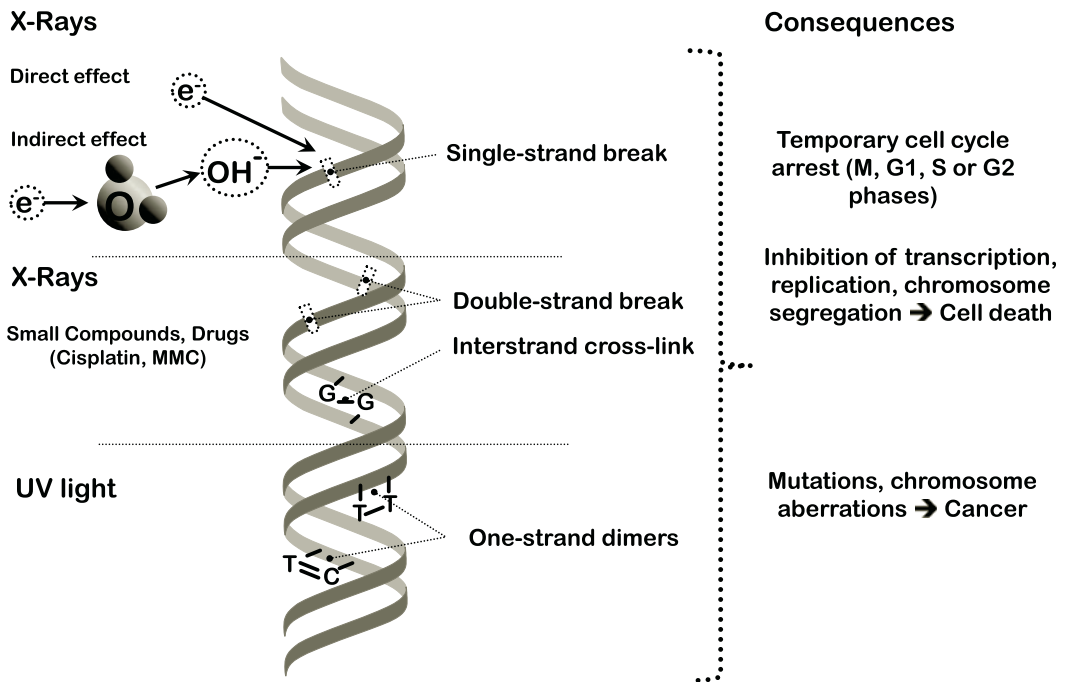 X-Rays
Consequences
Direct effect
e-
Indirect effect
OH-
e-
O
Single-strand break
Temporary cell cycle
arrest (M, G1, S or G2
phases)
X-Rays
Small Compounds, Drugs
(Cisplatin, MMC)
Double-strand break
Interstrand cross-link
G G
Inhibition of transcription,
replication, chromosome
segregation ➔ Cell death
UV light
T T
One-strand dimers
T C
Mutations, chromosome
aberrations ➔ Cancer